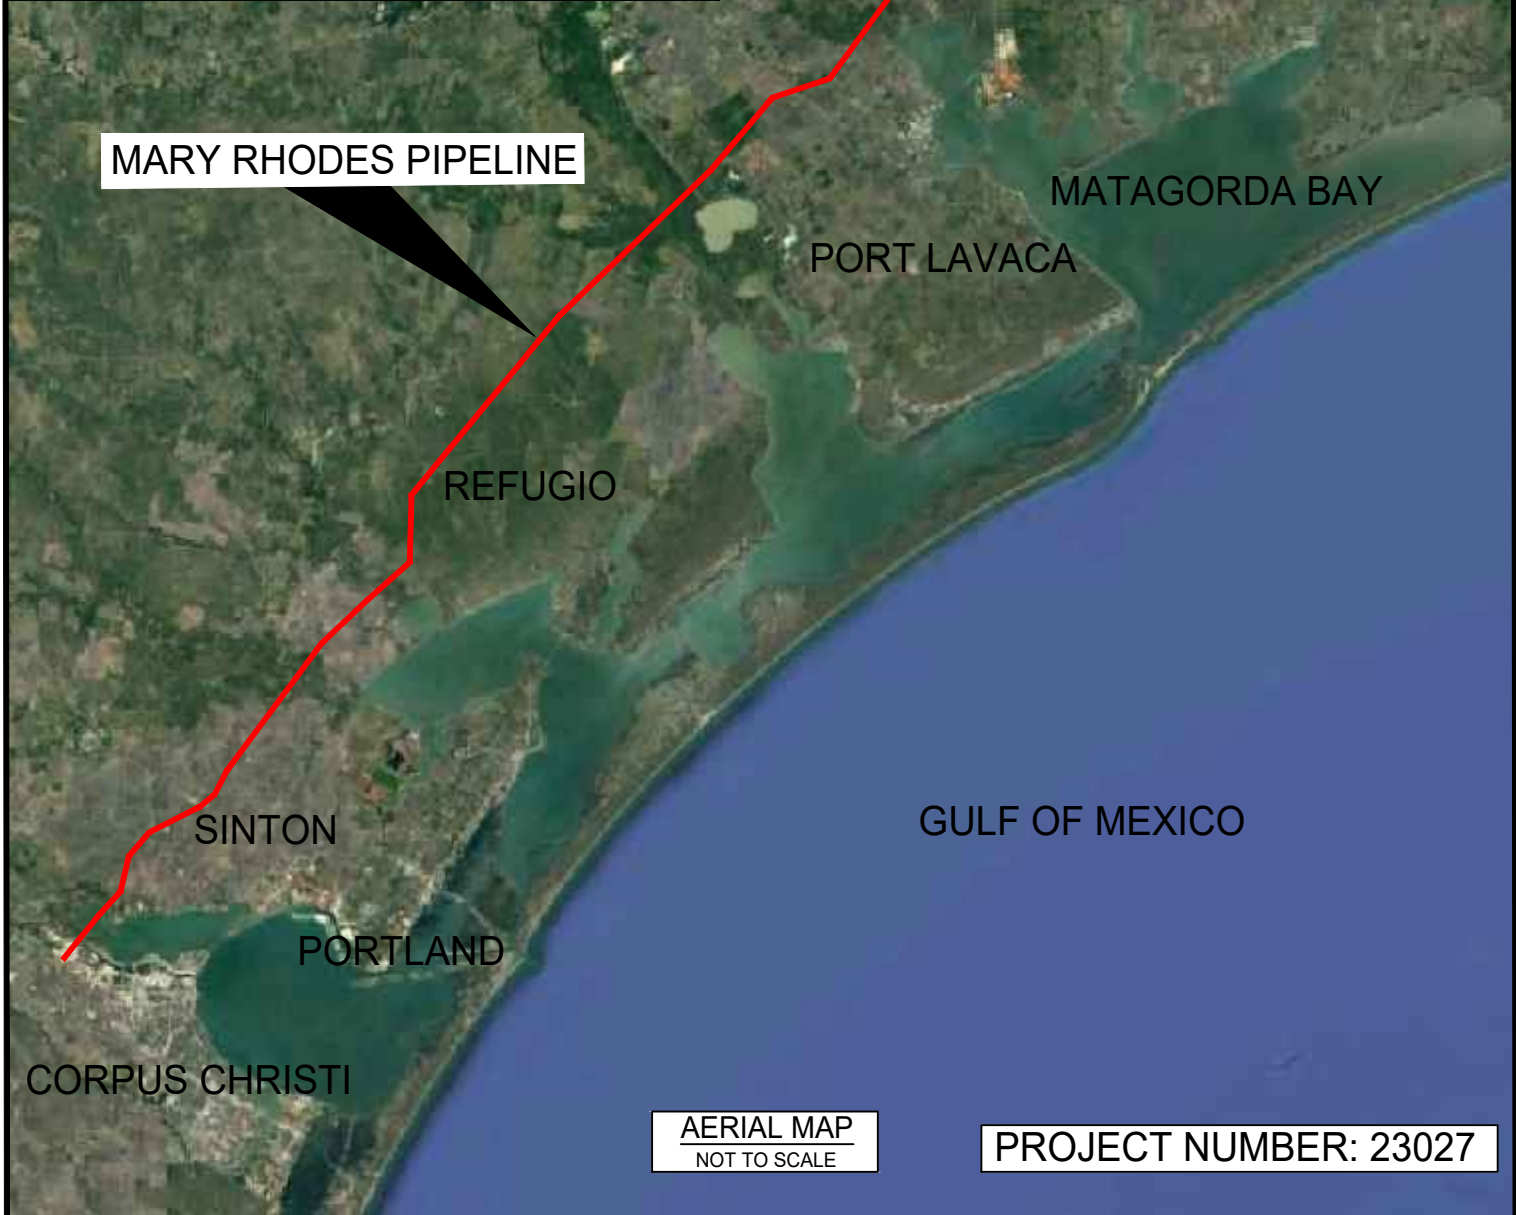 MARY RHODES PIPELINE
MATAGORDA BAY
PORT LAVACA
REFUGIO
SINTON
GULF OF MEXICO
PORTLAND
CORPUS CHRISTI
AERIAL MAP
NOT TO SCALE
PROJECT NUMBER: 23027